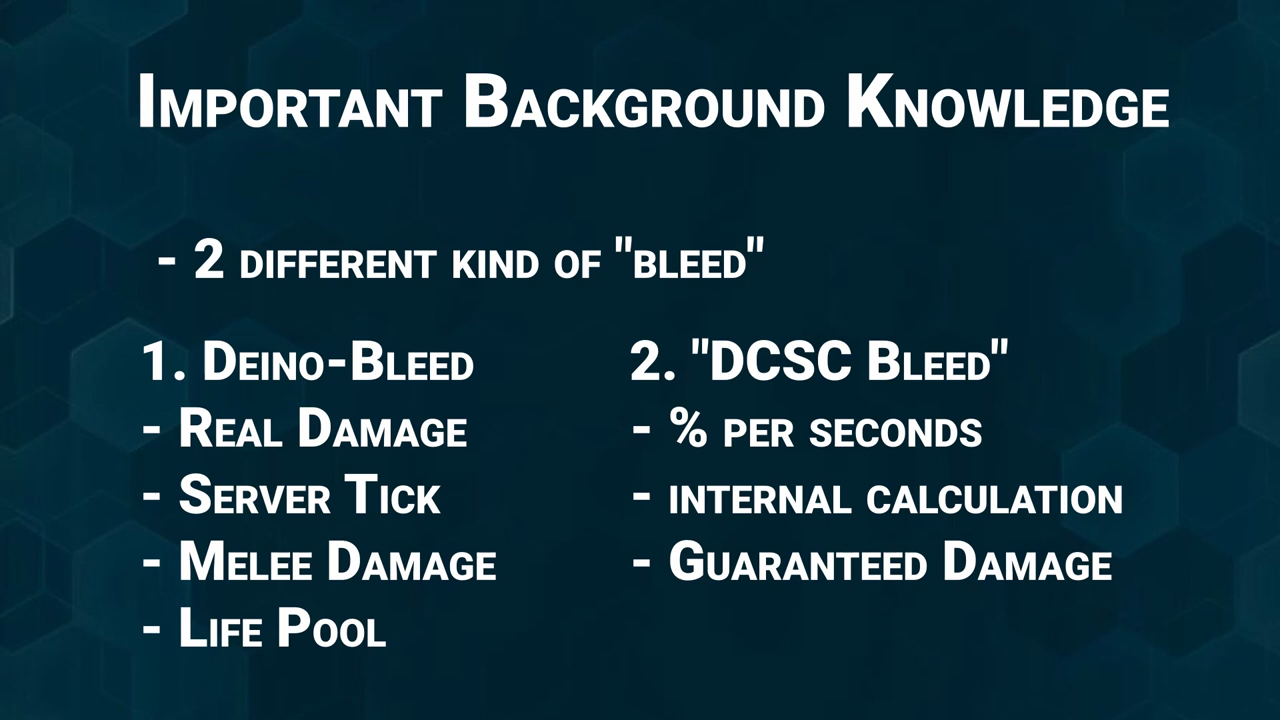 Important Background Knowledge
- 2 different kind of "bleed"
1. Deino-Bleed
- Real Damage
- Server Tick
- Melee Damage
- Life Pool
2. "DCSC Bleed"
- % per seconds
- internal calculation
- Guaranteed Damage